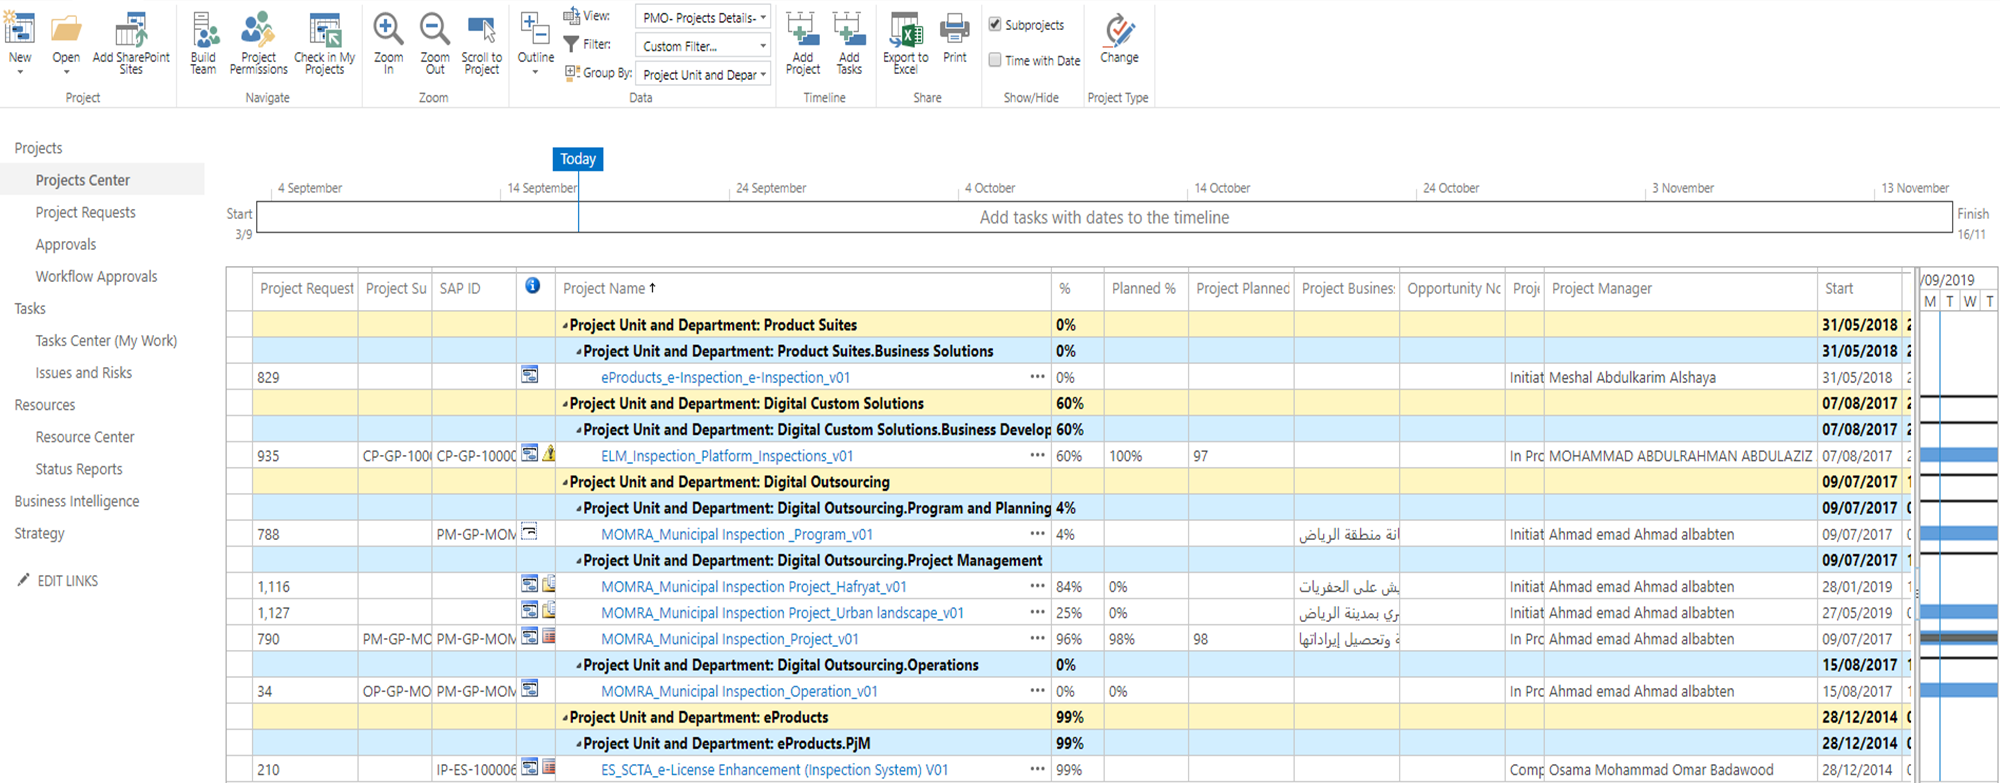 New
Open
Add SharePoint Sites
Project
Build Team
Project Permissions
Check in My Projects
Navigate
Zoom In
Zoom Out
Scroll to Project
Zoom
Outline
View: PMO- Projects Details-
Filter: Custom Filter...
Group By: Project Unit and Depar
Data
Add Project
Add Tasks
Timeline
Export to Excel
Print
Share
Subprojects
Time with Date
Show/Hide
Change
Project Type
Projects
Projects Center
Project Requests
Approvals
Workflow Approvals
Tasks
Tasks Center (My Work)
Issues and Risks
Resources
Resource Center
Status Reports
Business Intelligence
Strategy
EDIT LINKS
Today
4 September 14 September 24 September 4 October 14 October 24 October 3 November 13 November
Start
3/9
Add tasks with dates to the timeline
Finish
16/11
Project Request Project Su SAP ID Project Name % Planned % Project Planned Project Business Opportunity Project Manager Start /09/2019
M T W T
Project Unit and Department: Product Suites 0% 31/05/2018
Project Unit and Department: Product Suites.Business Solutions 0% 31/05/2018
829 eProducts_e-Inspection_e-Inspection_v01 ... 0% Initiat Meshal Abdulkarim Alshaya 31/05/2018
Project Unit and Department: Digital Custom Solutions 60% 07/08/2017
Project Unit and Department: Digital Custom Solutions.Business Develop 60% 07/08/2017
935 CP-GP-100 CP-GP-10000 ELM_Inspection_Platform_Inspections_v01 ... 60% 100% 97 In Prc MOHAMMAD ABDULRAHMAN ABDULAZIZ 07/08/2017
Project Unit and Department: Digital Outsourcing 09/07/2017
Project Unit and Department: Digital Outsourcing.Program and Planning 4% 09/07/2017
788 PM-GP-MOM MOMRA_Municipal Inspection _Program_v01 ... 4% انة منطقة الرياض Initiat Ahmad emad Ahmad albabten 09/07/2017
Project Unit and Department: Digital Outsourcing.Project Management 09/07/2017
1,116 MOMRA_Municipal Inspection Project_Hafryat_v01 ... 84% 0% يش على الحفريات Initiat Ahmad emad Ahmad albabten 28/01/2019
1,127 MOMRA_Municipal Inspection Project_Urban landscape_v01 ... 25% 0% ري بمدينة الرياض Initiat Ahmad emad Ahmad albabten 27/05/2019
790 PM-GP-MO PM-GP-MOM MOMRA_Municipal Inspection_Project_v01 ... 96% 98% 98 ة وتحصيل إيراداتها In Prc Ahmad emad Ahmad albabten 09/07/2017
Project Unit and Department: Digital Outsourcing.Operations 0% 15/08/2017
34 OP-GP-MO PM-GP-MOM MOMRA_Municipal Inspection_Operation_v01 ... 0% 0% In Prc Ahmad emad Ahmad albabten 15/08/2017
Project Unit and Department: eProducts 99% 28/12/2014
Project Unit and Department: eProducts.PjM 99% 28/12/2014
210 IP-ES-100006 ES_SCTA_e-License Enhancement (Inspection System) V01 ... 99% Comp Osama Mohammad Omar Badawood 28/12/2014